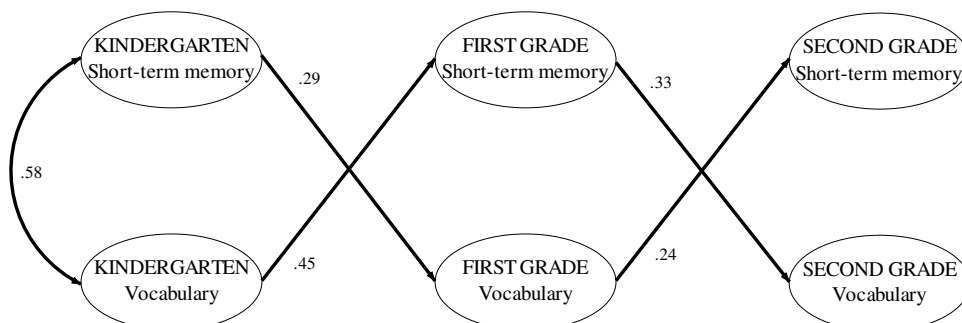 KINDERGARTEN
Short-term memory
FIRST GRADE
Short-term memory
SECOND GRADE
Short-term memory
.29
.33
.58
.45
.24
KINDERGARTEN
Vocabulary
FIRST GRADE
Vocabulary
SECOND GRADE
Vocabulary